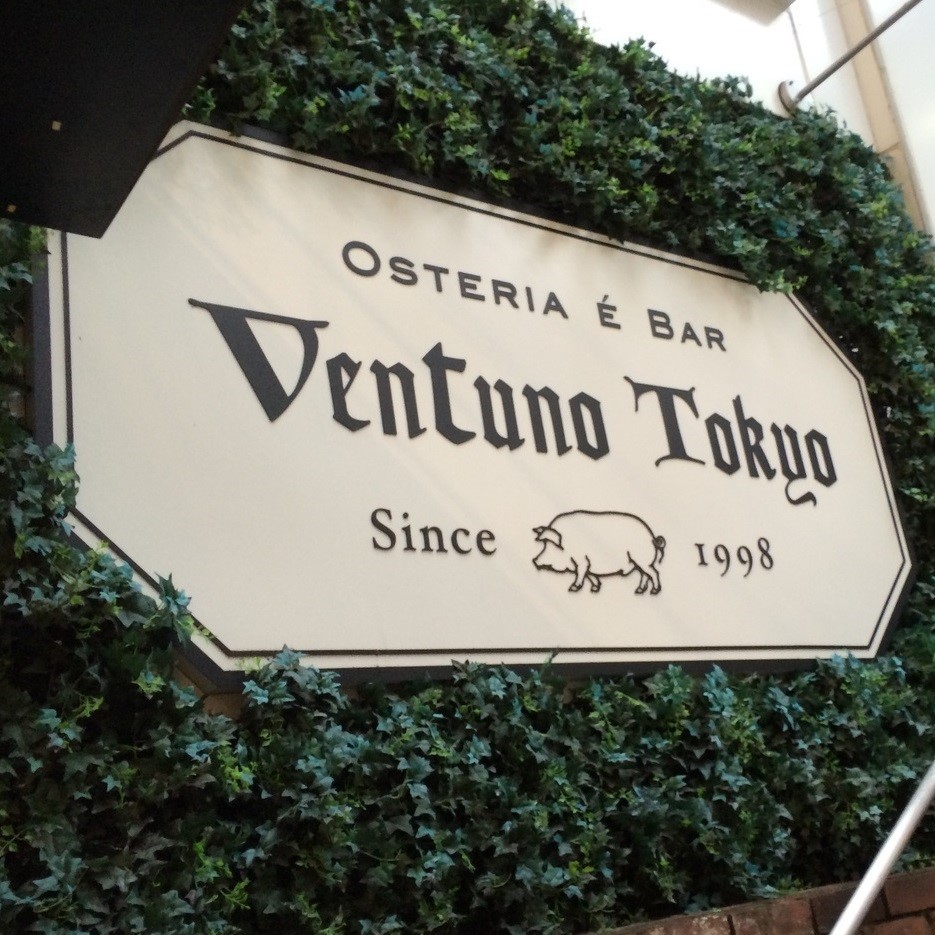 OSTERIA É BAR
Ventuno Tokyo
Since 1998